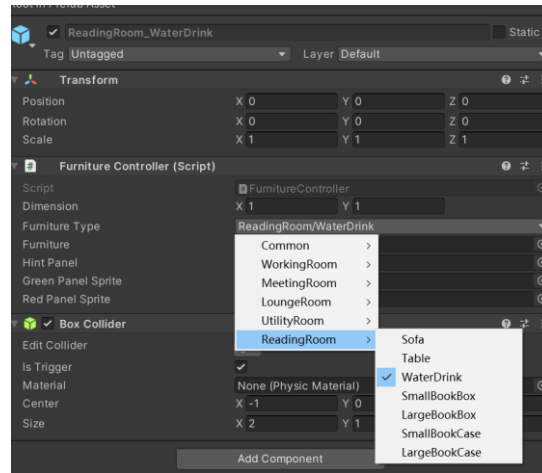 Root in Prefab Asset
ReadingRoom_WaterDrink Static
Tag Untagged Layer Default
Transform
Position X 0 Y 0 Z 0
Rotation X 0 Y 0 Z 0
Scale X 1 Y 1 Z 1
# Furniture Controller (Script)
Script # FurnitureController
Dimension X 1 Y 1
Furniture Type ReadingRoom/WaterDrink
Furniture
Hint Panel
Green Panel Sprite
Red Panel Sprite
Common >
WorkingRoom >
MeetingRoom >
LoungeRoom >
UtilityRoom >
ReadingRoom >
Sofa
Table
WaterDrink
SmallBookBox
LargeBookBox
SmallBookCase
LargeBookCase
Box Collider
Edit Collider
Is Trigger
Material None (Physic Material)
Center X -1 Y 0
Size X 2 Y 1
Add Component